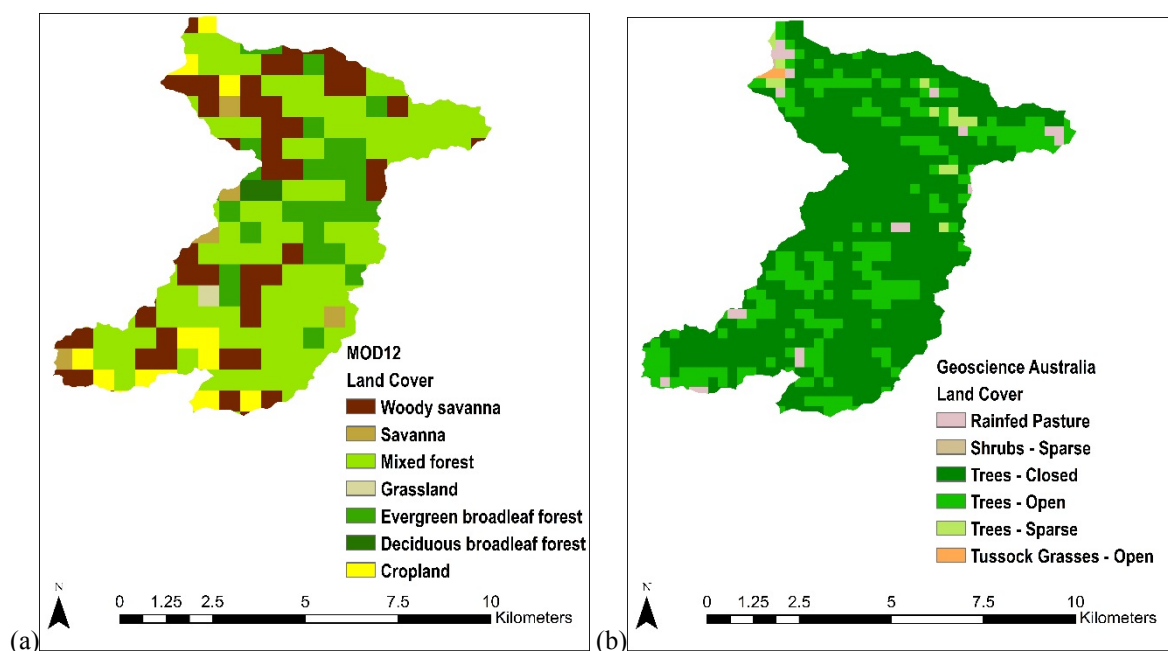 MOD12
Land Cover
Woody savanna
Savanna
Mixed forest
Grassland
Evergreen broadleaf forest
Deciduous broadleaf forest
Cropland
N
0 1.25 2.5 5 7.5 10
Kilometers
(a)
Geoscience Australia
Land Cover
Rainfed Pasture
Shrubs - Sparse
Trees - Closed
Trees - Open
Trees - Sparse
Tussock Grasses - Open
N
0 1.25 2.5 5 7.5 10
Kilometers
(b)